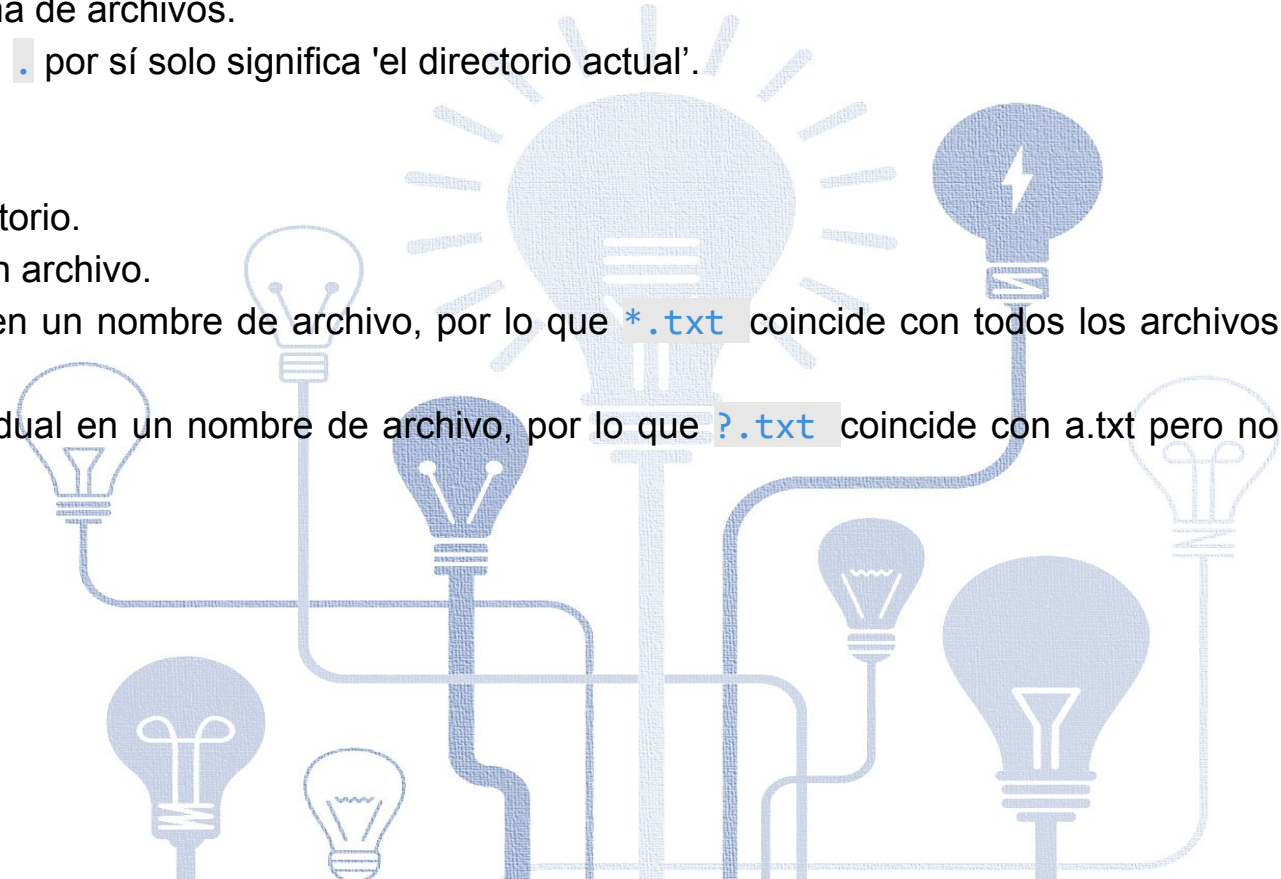 de archivos.
. por sí solo significa 'el directorio actual’.
torio.
archivo.
en un nombre de archivo, por lo que *.txt coincide con todos los archivos
dual en un nombre de archivo, por lo que ?.txt coincide con a.txt pero no